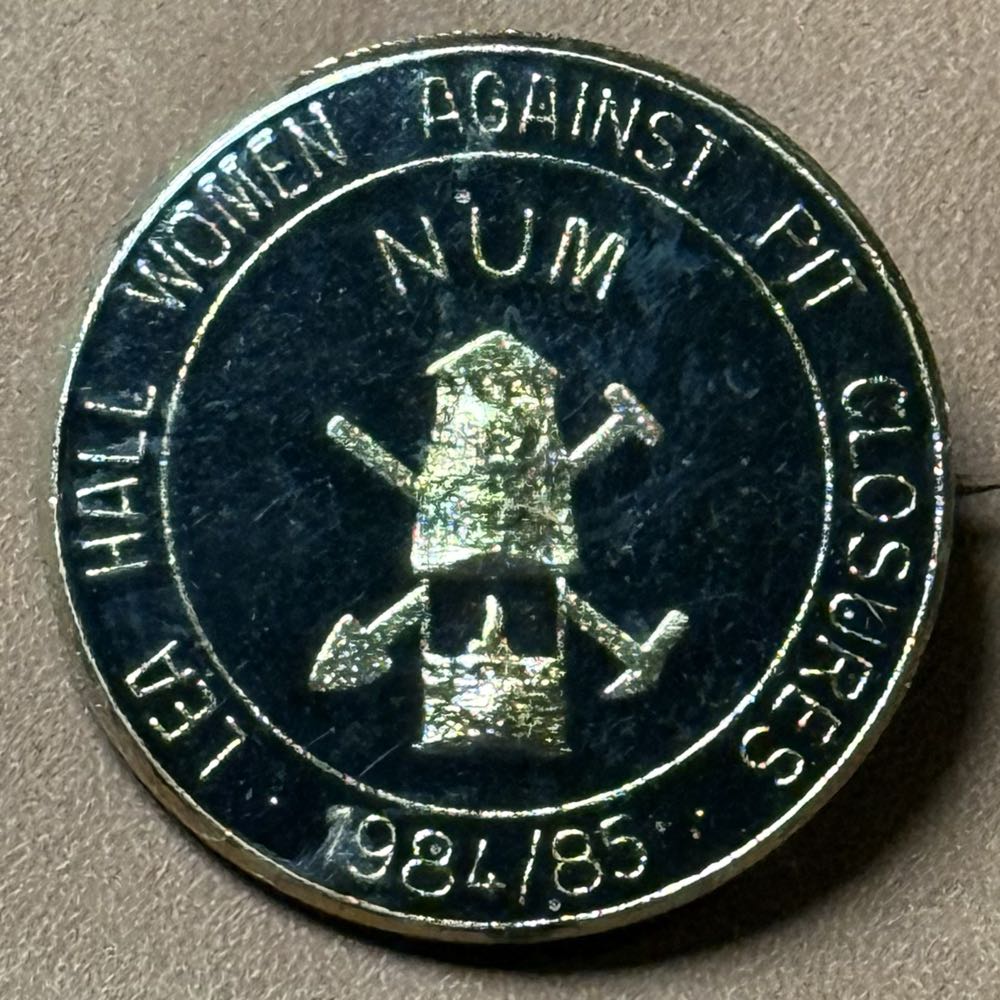 LEA HALL WOMEN AGAINST PIT CLOSURES
NUM
1984/85